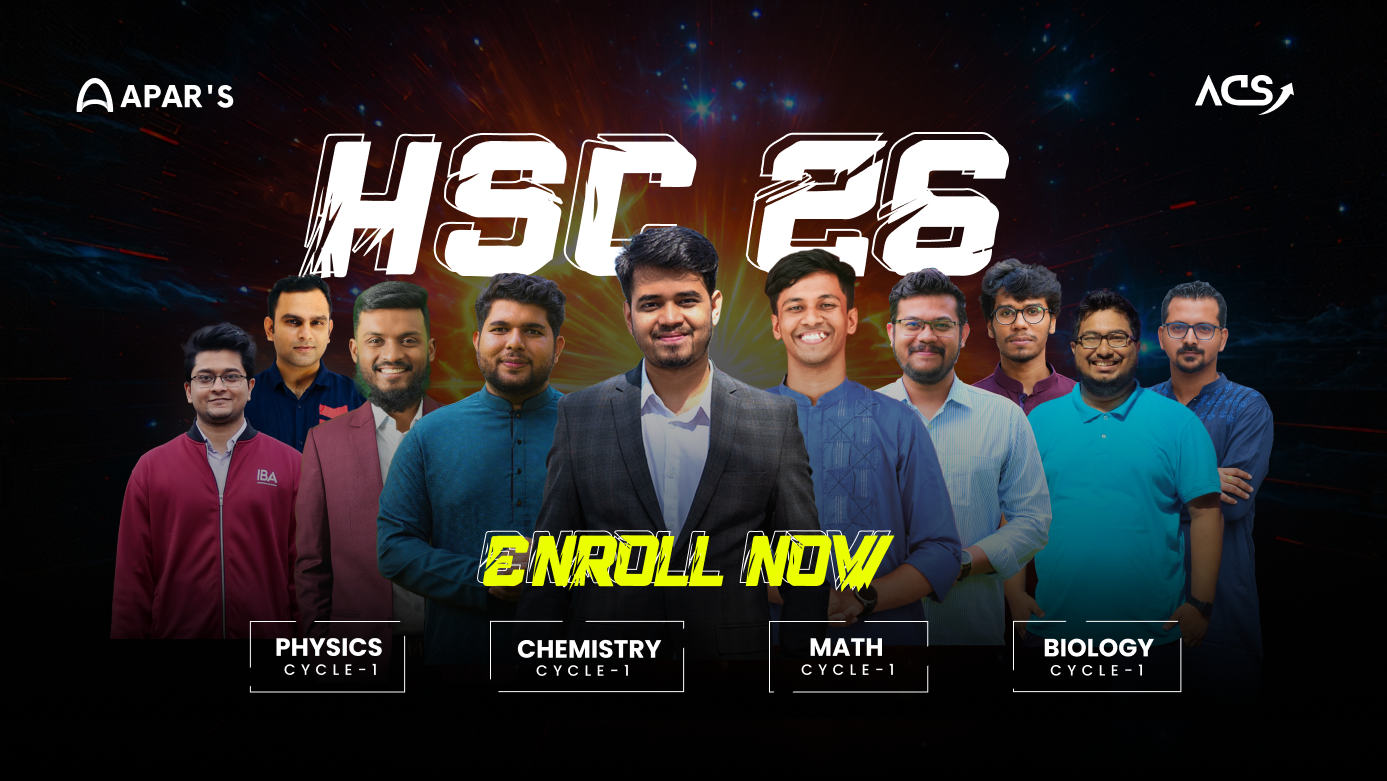 APAR'S
ACS
HSC 26
IBA
ENROLL NOW
PHYSICS
CYCLE-1
CHEMISTRY
CYCLE-1
MATH
CYCLE-1
BIOLOGY
CYCLE-1